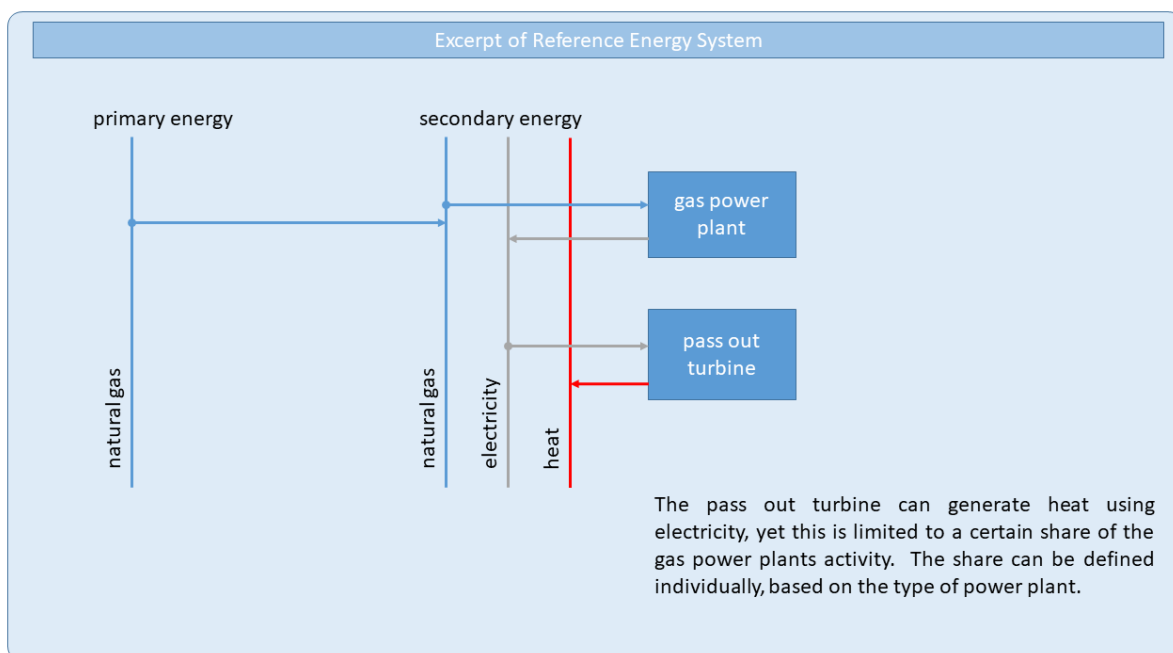 Excerpt of Reference Energy System
primary energy
secondary energy
gas power
plant
pass out
turbine
natural gas
natural gas
electricity
heat
The pass out turbine can generate heat using
electricity, yet this is limited to a certain share of the
gas power plants activity. The share can be defined
individually, based on the type of power plant.